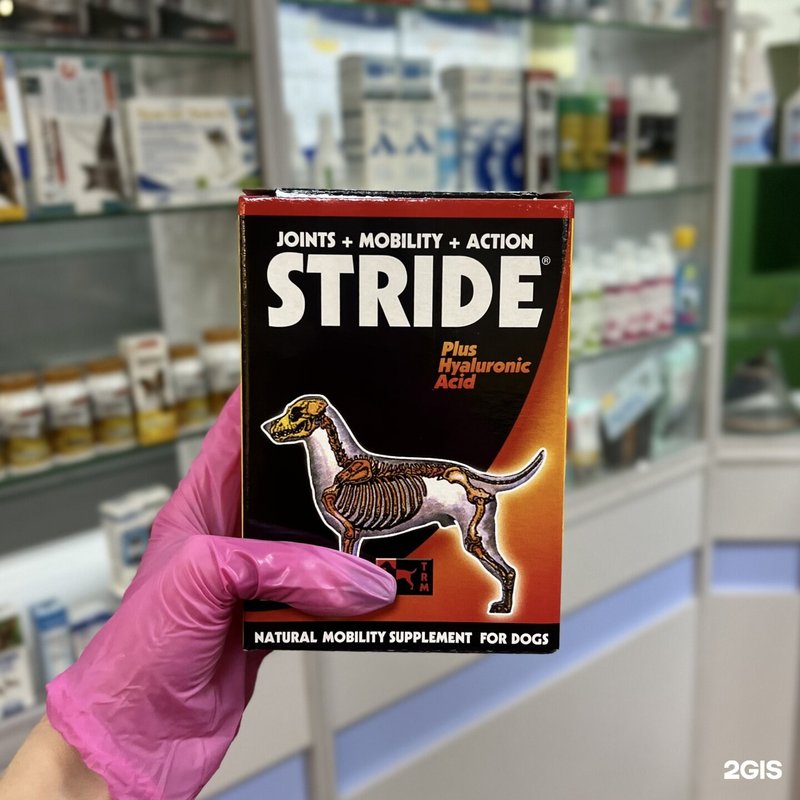 JOINTS + MOBILITY + ACTION
STRIDE®
Plus
Hyaluronic
Acid
TRM
NATURAL MOBILITY SUPPLEMENT FOR DOGS
2GIS